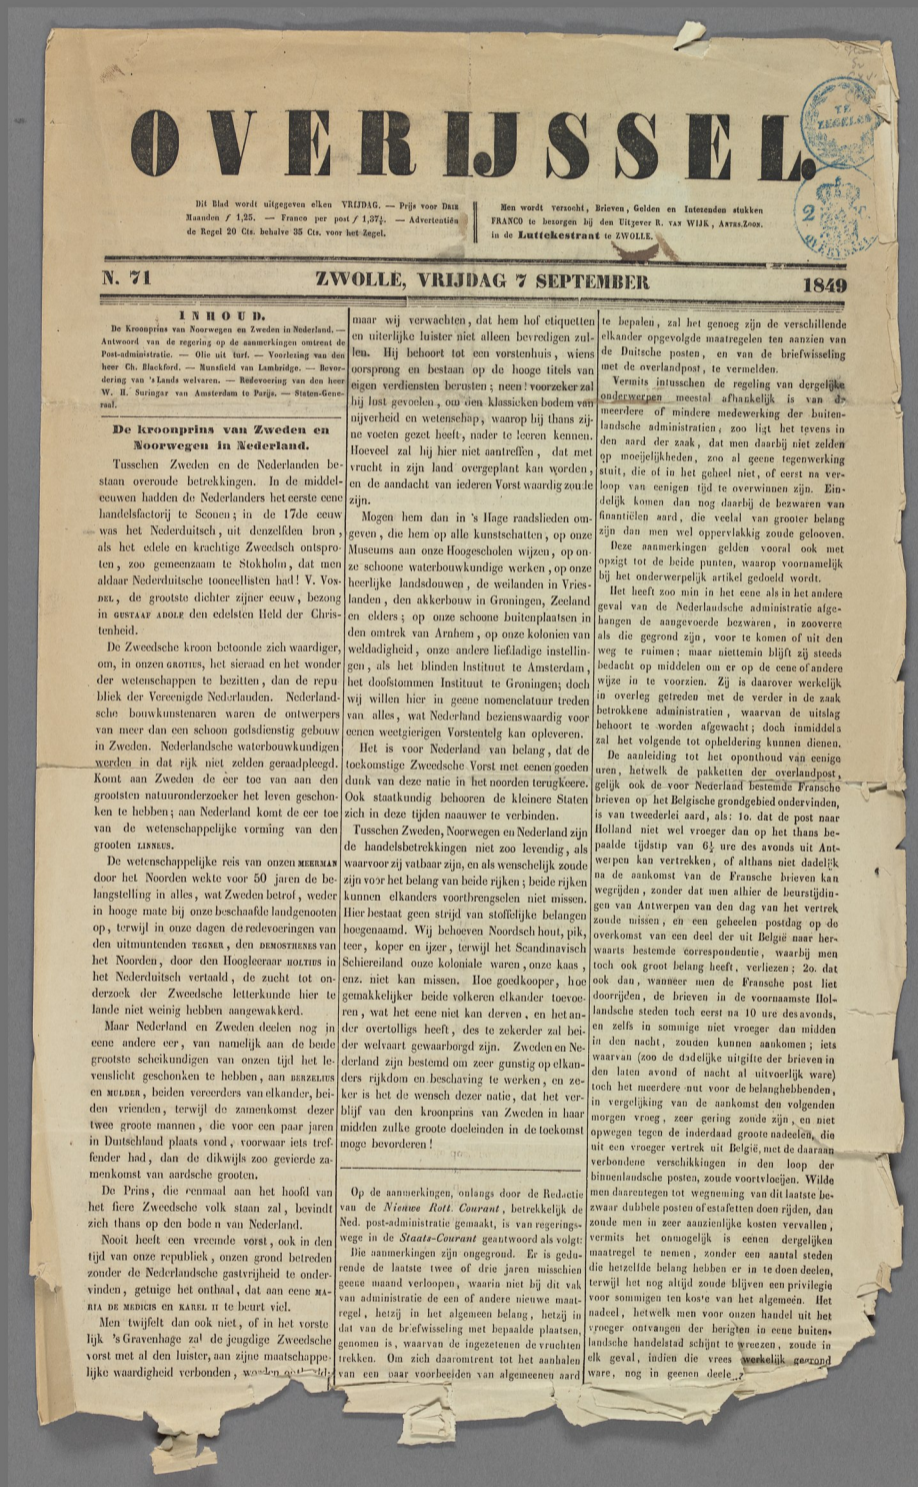 OVERIJSSEL.
TE
ZEGELEN
2
OVERYSSEL
Dit Blad wordt uitgegeven elken VRIJDAG. — Prijs voor DRIE
Maanden f 1,25. — Franco per post f 1,37½. — Advertentiën
de Regel 20 Cts. behalve 35 Cts. voor het Zegel.
Men wordt verzocht, Brieven, Gelden en Intezenden stukken
FRANCO te bezorgen bij den Uitgever R. VAN WIJK, ANTHS.ZOON.
in de Luttekestraat te ZWOLLE.
N. 71
ZWOLLE, VRIJDAG 7 SEPTEMBER
1849
INHOUD.
De Kroonprins van Noorwegen en Zweden in Nederland. —
Antwoord van de regering op de aanmerkingen omtrent de
Post-administratie. — Olie uit turf. — Voorlezing van den
heer Ch. Blackford. — Munsfield van Lambridge. — Bevor-
dering van 's Lands welvaren. — Redevoering van den heer
W. H. Suringar van Amsterdam te Parijs. — Staten-Gene-
raal.
De kroonprins van Zweden en
Noorwegen in Nederland.
Tusschen Zweden en de Nederlanden be-
staan overoude betrekkingen. In de middel-
eeuwen hadden de Nederlanders het eerste eene
handelsfactorij te Sconen; in de 17de eeuw
was het Nederduitsch, uit denzelfden bron,
als het edele en krachtige Zweedsch ontspro-
ten, zoo gemeenzaam te Stokholm, dat men
aldaar Nederduitsche tooneellisten had! V. VON-
DEL, de grootste dichter zijner eeuw, bezong
in GUSTAAF ADOLF den edelsten Held der Chris-
tenheid.
De Zweedsche kroon betoonde zich waardiger,
om, in onzen GROTIUS, het sieraad en het wonder
der wetenschappen te bezitten, dan de repu-
bliek der Vereenigde Nederlanden. Nederland-
sche bouwkunstenaren waren de ontwerpers
van meer dan een schoon godsdienstig gebouw
in Zweden. Nederlandsche waterbouwkundigen
werden in dat rijk niet zelden geraadpleegd.
Komt aan Zweden de eer toe van aan den
grootsten natuuronderzoeker het leven geschon-
ken te hebben; aan Nederland komt de eer toe
van de wetenschappelijke vorming van den
grooten LINNEUS.
De wetenschappelijke reis van onzen MEERMAN
door het Noorden wekte voor 50 jaren de be-
langstelling in alles, wat Zweden betrof, weder
in hooge mate bij onze beschaafde landgenooten
op, terwijl in onze dagen de redevoeringen van
den uitmuntenden TEGNER, den DEMOSTHENES van
het Noorden, door den Hoogleeraar HOLTIUS in
het Nederduitsch vertaald, de zucht tot on-
derzoek der Zweedsche letterkunde hier te
lande niet weinig hebben aangewakkerd.
Maar Nederland en Zweden deelen nog in
eene andere eer, van namelijk aan de beide
grootste scheikundigen van onzen tijd het le-
venslicht geschonken te hebben, aan BERZELIUS
en MULDER, beiden vereerders van elkander, bei-
den vrienden, terwijl de zamenkomst dezer
twee groote mannen, die voor een paar jaren
in Duitschland plaats vond, voorwaar iets tref-
fender had, dan de dikwijls zoo gevierde za-
menkomst van aardsche grooten.
De Prins, die eenmaal aan het hoofd van
het fiere Zweedsche volk staan zal, bevindt
zich thans op den bodem van Nederland.
Nooit heeft een vreemde vorst, ook in den
tijd van onze republiek, onzen grond betreden
zonder de Nederlandsche gastvrijheid te onder-
vinden, getuige het onthaal, dat aan eene MA-
RIA DE MEDICIS en KAREL II te beurt viel.
Men twijfelt dan ook niet, of in het vorste
lijk 's Gravenhage zal de jeugdige Zweedsche
vorst met al den luister, aan zijne maatschappe-
lijke waardigheid verbonden, worden
maar wij verwachten, dat hem hof etiquetten
en uiterlijke luister niet alleen bevredigen zul-
len. Hij behoort tot een vorstenhuis, wiens
oorsprong en bestaan op de hooge titels van
eigen verdiensten berusten; neen! voorzeker zal
hij lust gevoelen, om den klassieken bodem van
nijverheid en wetenschap, waarop hij thans zij-
ne voeten gezet heeft, nader te leeren kennen.
Hoeveel zal hij hier niet aantreffen, dat met
vrucht in zijn land overgeplant kan worden,
en de aandacht van iederen Vorst waardig zoude
zijn.
Mogen hem dan in 's Hage raadslieden om-
geven, die hem op alle kunstschatten, op onze
Museums aan onze Hoogescholen wijzen, op on-
ze schoone waterbouwkundige werken, op onze
heerlijke landsdouwen, de weilanden in Vries-
landen, den akkerbouw in Groningen, Zeeland
en elders; op onze schoone buitenplaatsen in
den omtrek van Arnhem, op onze kolonien van
weldadigheid, onze andere liefdadige instellin-
gen, als het blinden Instituut te Amsterdam,
het doofstommen Instituut te Groningen; doch
wij willen hier in geene nomenclatuur treden
van alles, wat Nederland bezienswaardig voor
eenen weetgierigen Vorstentelg kan opleveren.
Het is voor Nederland van belang, dat de
toekomstige Zweedsche Vorst met eenen goeden
dunk van deze natie in het noorden terugkeere.
Ook staatkundig behooren de kleinere Staten
zich in deze tijden naauwer te verbinden.
Tusschen Zweden, Noorwegen en Nederland zijn
de handelsbetrekkingen niet zoo levendig, als
waarvoor zij vatbaar zijn, en als wenschelijk zoude
zijn voor het belang van beide rijken; beide rijken
kunnen elkanders voortbrengselen niet missen.
Hier bestaat geen strijd van stoffelijke belangen
hoegenaamd. Wij behoeven Noordsch hout, pik,
teer, koper en ijzer, terwijl het Scandinavisch
Schiereiland onze koloniale waren, onze kaas,
enz. niet kan missen. Hoe goedkooper, hoe
gemakkelijker beide volkeren elkander toevoe-
ren, wat het eene niet kan derven, en het an-
der overtolligs heeft, des te zekerder zal bei-
der welvaart gewaarborgd zijn. Zweden en Ne-
derland zijn bestemd om zeer gunstig op elkan-
ders rijkdom en beschaving te werken, en ze-
ker is het de wensch dezer natie, dat het ver-
blijf van den kroonprins van Zweden in haar
midden zulke groote doeleinden in de toekomst
moge bevorderen!
Op de aanmerkingen, onlangs door de Redactie
van de Nieuwe Rott. Courant, betrekkelijk de
Ned. post-administratie gemaakt, is van regerings-
wege in de Staats-Courant geantwoord als volgt:
Die aanmerkingen zijn ongegrond. Er is gedu-
rende de laatste twee of drie jaren misschien
geene maand verloopen, waarin niet bij dit vak
van administratie de een of andere nieuwe maat-
regel, hetzij in het algemeen belang, hetzij in
dat van de briefwisseling met bepaalde plaatsen,
genomen is, waarvan de ingezetenen de vruchten
trekken. Om zich daaromtrent tot het aanhalen
van een paar voorbeelden van algemeenen aard
te bepalen, zal het genoeg zijn de verschillende
elkander opgevolgde maatregelen ten aanzien van
de Duitsche posten, en van de briefwisseling
met de overlandpost, te vermelden.
Vermits intusschen de regeling van dergelijke
onderwerpen meestal afhankelijk is van de
meerdere of mindere medewerking der buiten-
landsche administratien, zoo ligt het tevens in
den aard der zaak, dat men daarbij niet zelden
op moeijelijkheden, zoo al geene tegenwerking
stuit, die of in het geheel niet, of eerst na ver-
loop van eenigen tijd te overwinnen zijn. Ein-
delijk komen dan nog daarbij de bezwaren van
finantiëlen aard, die veelal van grooter belang
zijn dan men wel oppervlakkig zoude gelooven.
Deze aanmerkingen gelden vooral ook met
opzigt tot de beide punten, waarop voornamelijk
bij het onderwerpelijk artikel gedoeld wordt.
Het heeft zoo min in het eene als in het andere
geval van de Nederlandsche administratie afge-
hangen de aangevoerde bezwaren, in zooverre
als die gegrond zijn, voor te komen of uit den
weg te ruimen; maar niettemin blijft zij steeds
bedacht op middelen om er op de eene of andere
wijze in te voorzien. Zij is daarover werkelijk
in overleg getreden met de verder in de zaak
betrokkene administratien, waarvan de uitslag
behoort te worden afgewacht; doch inmiddels
zal het volgende tot opheldering kunnen dienen.
De aanleiding tot het oponthoud van eenige
uren, hetwelk de pakketten der overlandpost,
gelijk ook de voor Nederland bestemde Fransche
brieven op het Belgische grondgebied ondervinden,
is van tweederlei aard, als: 1o. dat de post naar
Holland niet wel vroeger dan op het thans be-
paalde tijdstip van 6½ ure des avonds uit Ant-
werpen kan vertrekken, of althans niet dadelijk
na de aankomst van de Fransche brieven kan
wegrijden, zonder dat men alhier de beurstijdin-
gen van Antwerpen van den dag van het vertrek
zoude missen, en een geheelen postdag op de
overkomst van een deel der uit België naar her-
waarts bestemde correspondentie, waarbij men
toch ook groot belang heeft, verliezen; 2o. dat
ook dan, wanneer men de Fransche post liet
doorrijden, de brieven in de voornaamste Hol-
landsche steden toch eerst na 10 ure des avonds,
en zelfs in sommige niet vroeger dan midden
in den nacht, zouden kunnen aankomen; iets
waarvan (zoo de dadelijke uitgifte der brieven in
den laten avond of nacht al uitvoerlijk ware)
toch het meerdere nut voor de belanghebbenden,
in vergelijking van de aankomst den volgenden
morgen vroeg, zeer gering zoude zijn, en niet
opwegen tegen de inderdaad groote nadeelen, die
uit een vroeger vertrek uit België, met de daaraan
verbondene verschikkingen in den loop der
binnenlandsche posten, zoude voortvloeijen. Wilde
men daarentegen tot wegneming van dit laatste be-
zwaar dubbele posten of estafetten doen rijden, dan
zoude men in zeer aanzienlijke kosten vervallen,
vermits het onmogelijk is eenen dergelijken
maatregel te nemen, zonder een aantal steden
die hetzelfde belang hebben er in te doen deelen,
terwijl het nog altijd zoude blijven een privilegie
voor sommigen ten koste van het algemeen. Het
nadeel, hetwelk men voor onzen handel uit het
vroeger ontvangen der berigten in eene buiten-
landsche handelstad schijnt te vreezen, zoude in
elk geval, indien die vrees werkelijk gegrond
ware, nog in geenen deele